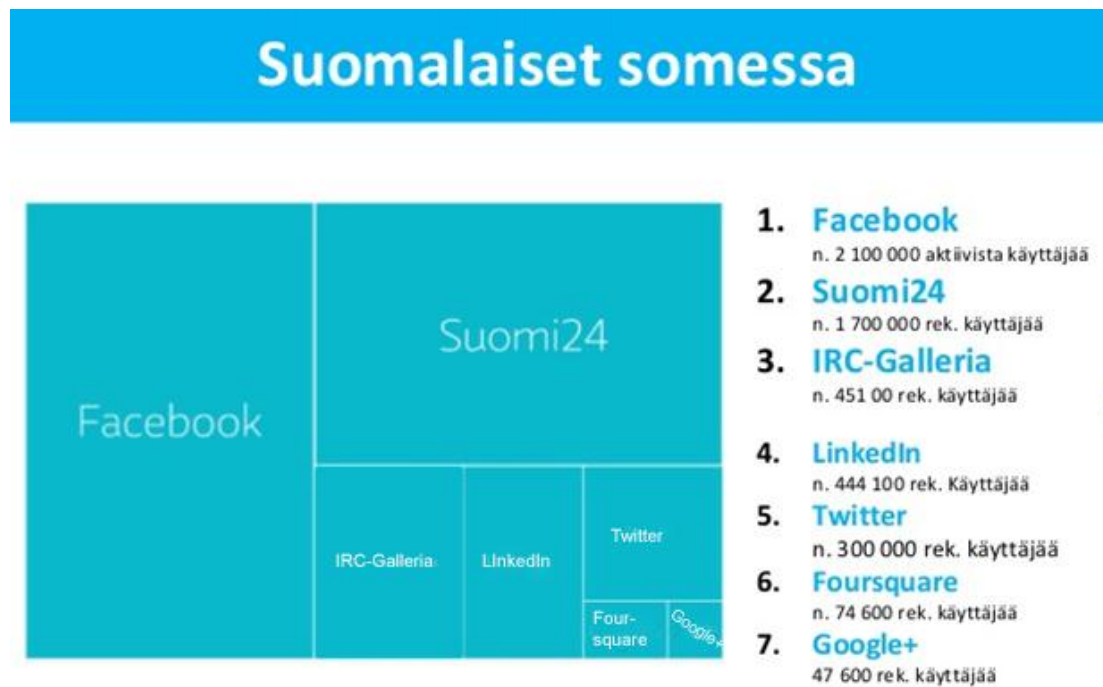 Suomalaiset somessa
Facebook
Suomi24
IRC-Galleria
LInkedIn
Twitter
Four-
square
Google+
1. Facebook
n. 2 100 000 aktiivista käyttäjää
2. Suomi24
n. 1 700 000 rek. käyttäjää
3. IRC-Galleria
n. 451 00 rek. käyttäjää
4. LinkedIn
n. 444 100 rek. Käyttäjää
5. Twitter
n. 300 000 rek. käyttäjää
6. Foursquare
n. 74 600 rek. käyttäjää
7. Google+
47 600 rek. käyttäjää